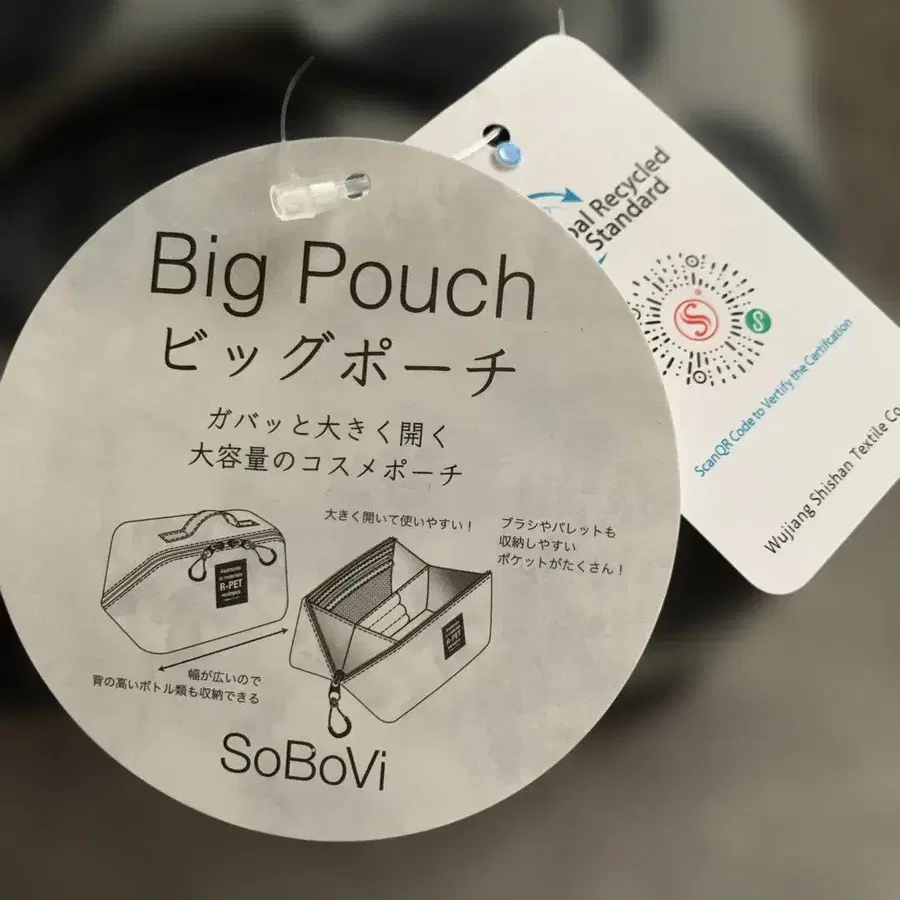 Big Pouch
ビッグポーチ
ガバッと大きく開く
大容量のコスメポーチ
大きく開いて使いやすい！
ブラシやパレットも
収納しやすい
ポケットがたくさん！
R-PET
R-PET
幅が広いので
背の高いボトル類も収納できる
SoBoVi
Recycled
Standard
ScanQR Code to Vertify the Certifcation
Wujiang Shishan Textile Co